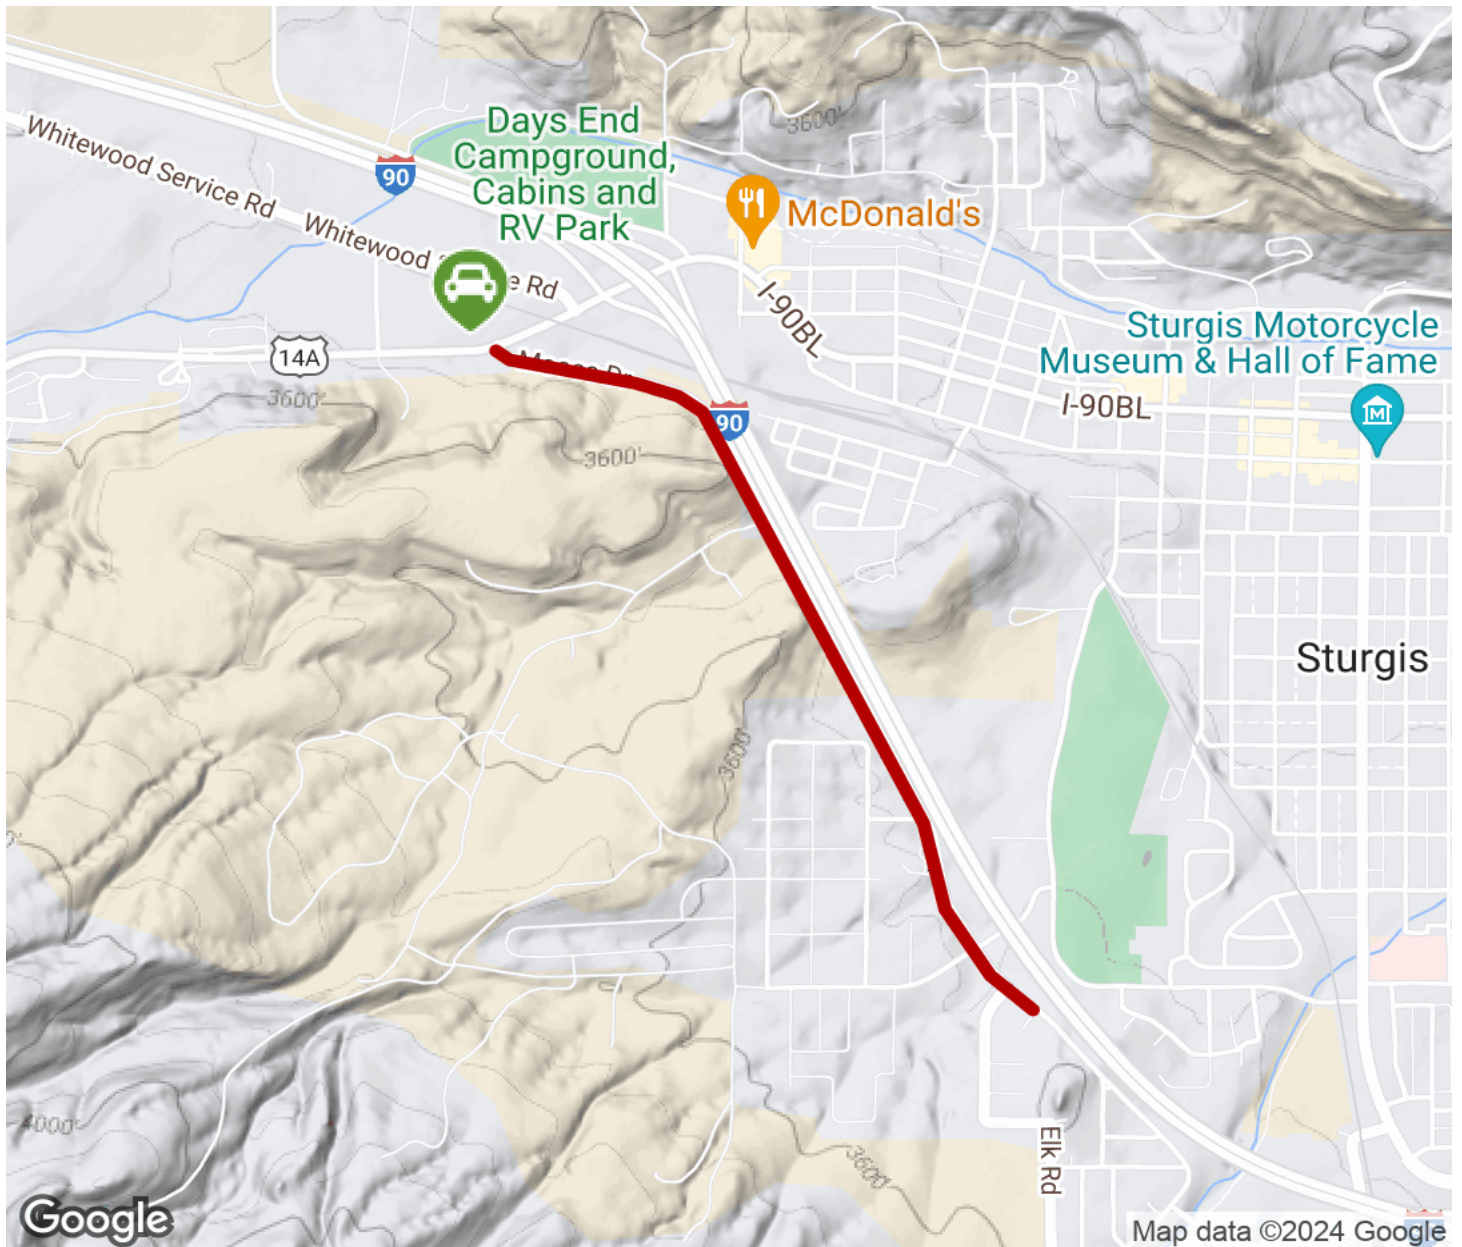 Days End
Campground,
Cabins and
RV Park
Whitewood Service Rd
90
3600'
McDonald's
Whitewood
e Rd
I-90BL
Sturgis Motorcycle
Museum & Hall of Fame
M
14A
3600'
I-90BL
90
3600'
Sturgis
3600'
4000'
Elk Rd
3600'
90
Google
Map data ©2024 Google